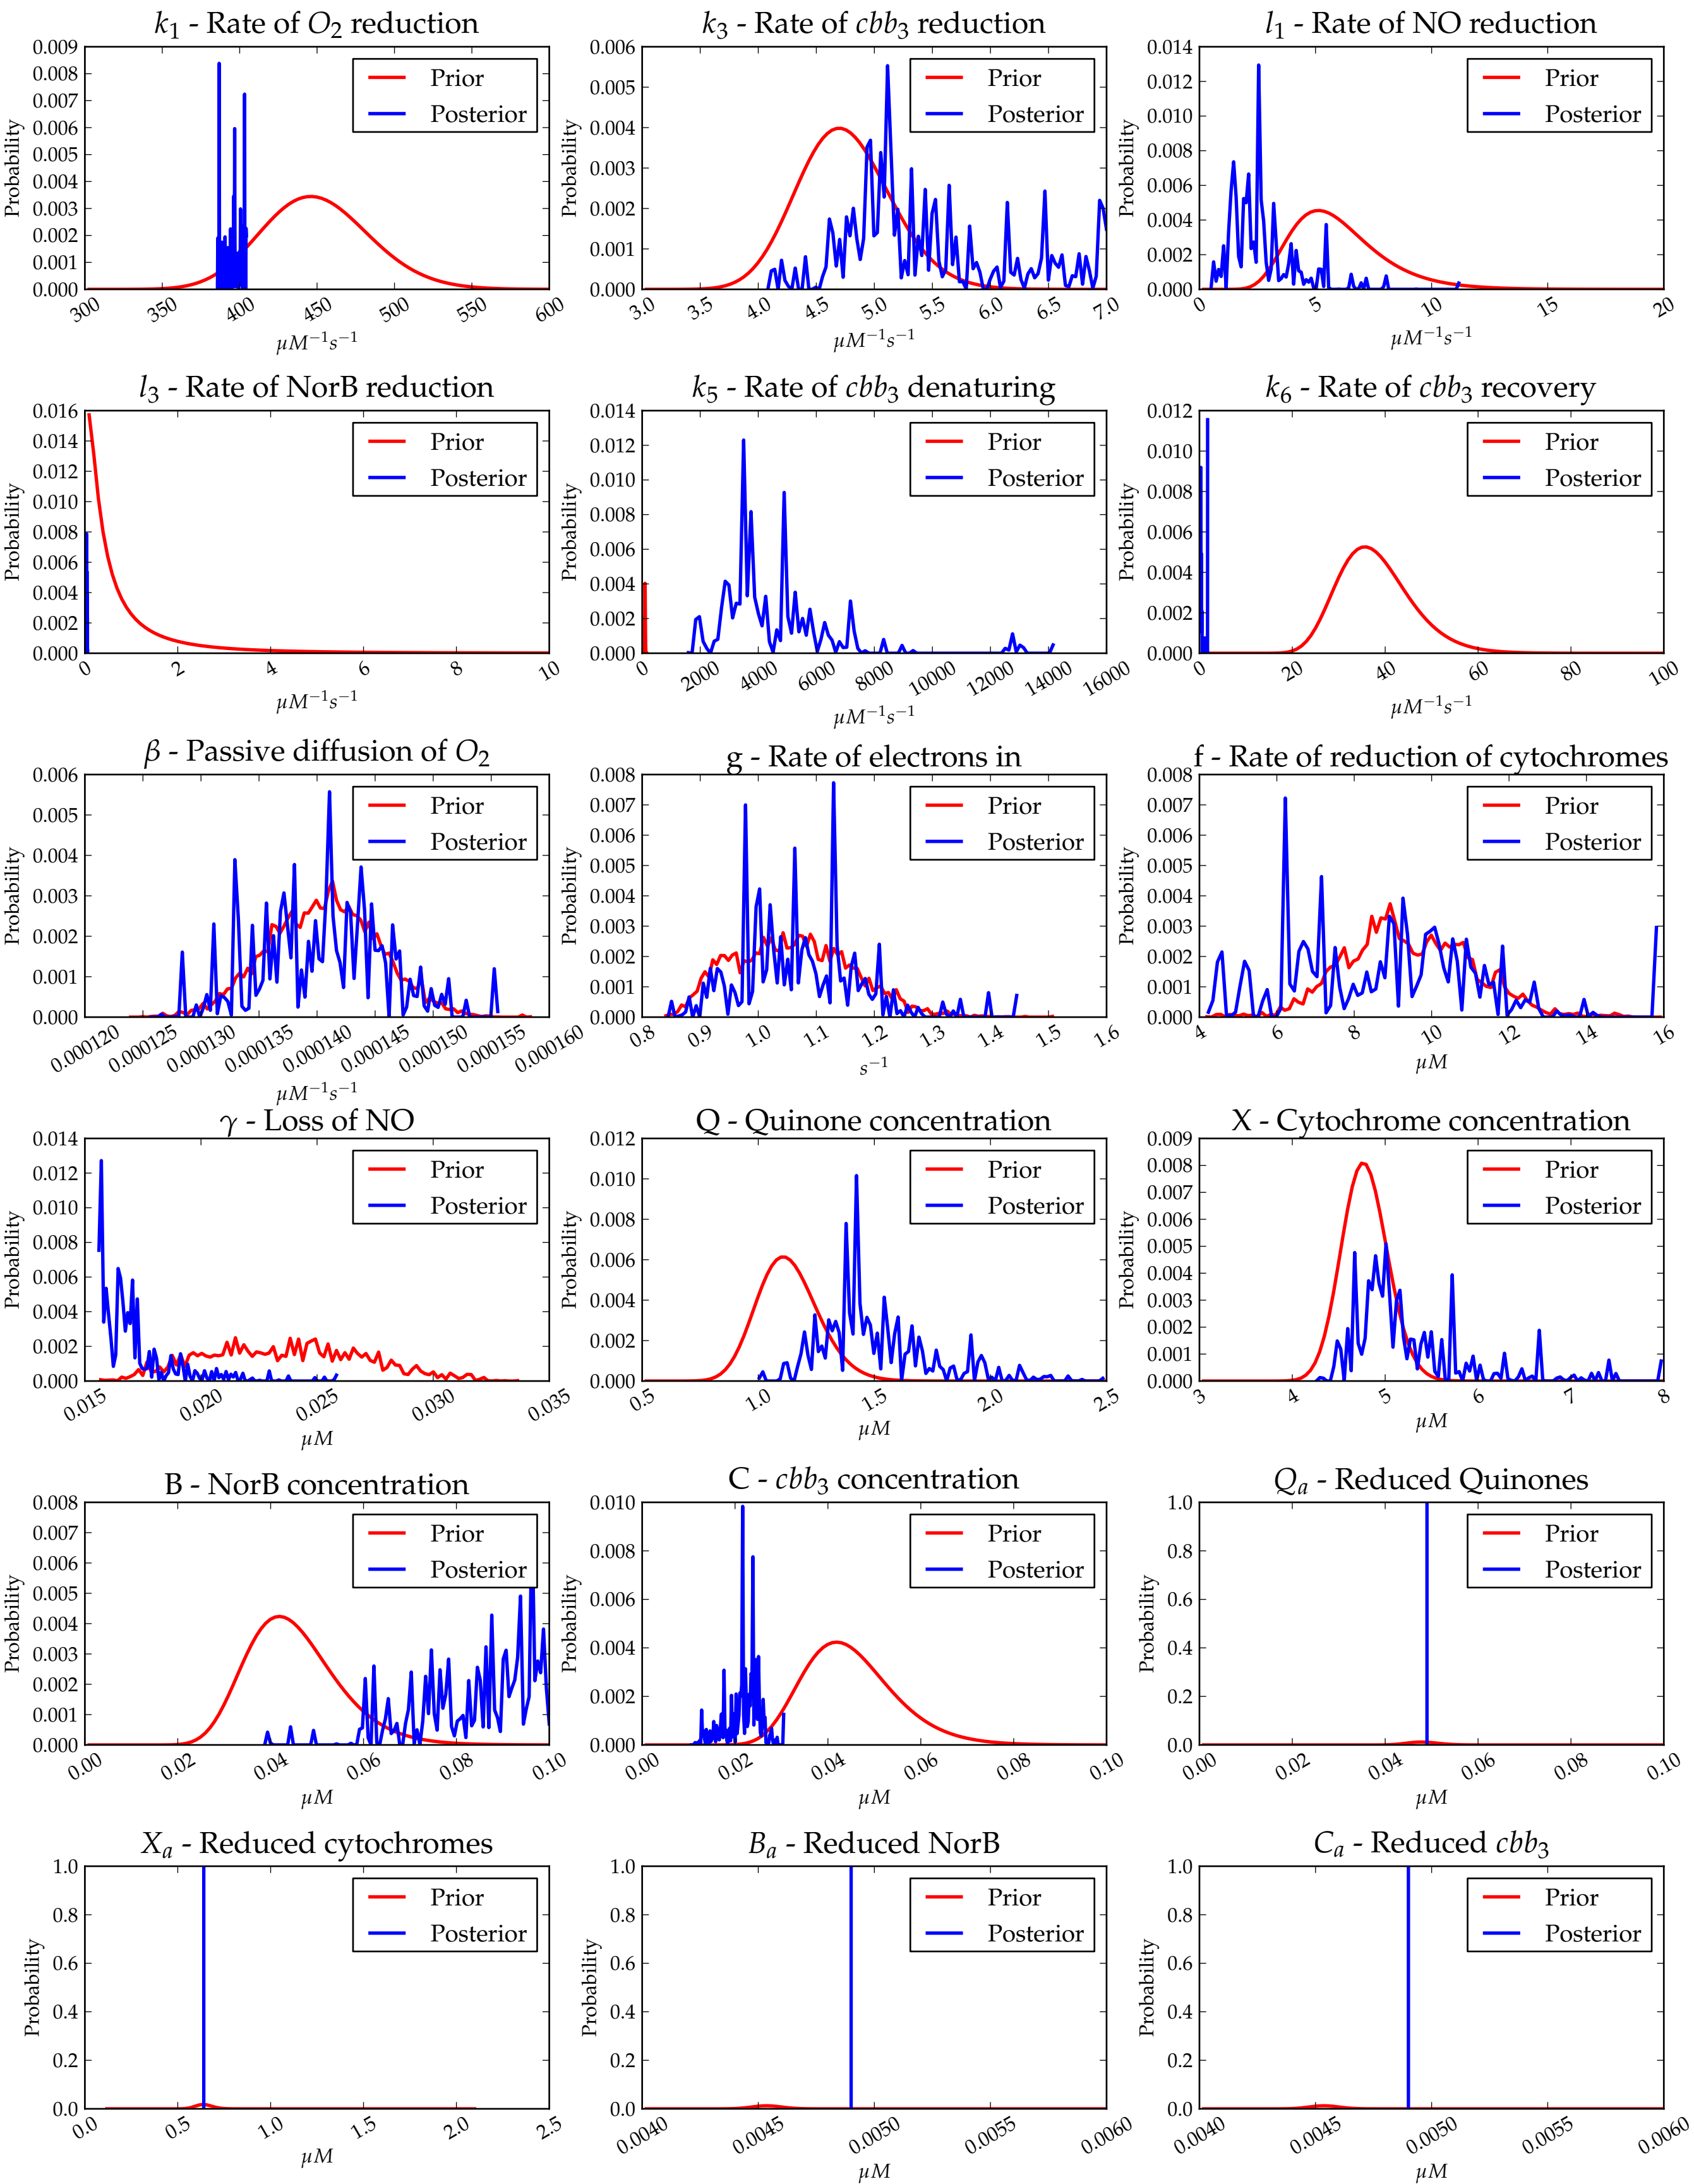 k₁ - Rate of O₂ reduction
k₃ - Rate of cbb₃ reduction
l₁ - Rate of NO reduction
0.009
0.008
0.007
0.006
0.005
0.004
0.003
0.002
0.001
0.000
Probability
Prior
Posterior
300 350 400 450 500 550 600
μM⁻¹s⁻¹
0.006
0.005
0.004
0.003
0.002
0.001
0.000
Probability
Prior
Posterior
3.0 3.5 4.0 4.5 5.0 5.5 6.0 6.5 7.0
μM⁻¹s⁻¹
0.014
0.012
0.010
0.008
0.006
0.004
0.002
0.000
Probability
Prior
Posterior
0 5 10 15 20
μM⁻¹s⁻¹
l₃ - Rate of NorB reduction
k₅ - Rate of cbb₃ denaturing
k₆ - Rate of cbb₃ recovery
0.016
0.014
0.012
0.010
0.008
0.006
0.004
0.002
0.000
Probability
Prior
Posterior
0 2 4 6 8 10
μM⁻¹s⁻¹
0.014
0.012
0.010
0.008
0.006
0.004
0.002
0.000
Probability
Prior
Posterior
0 2000 4000 6000 8000 10000 12000 14000 16000
μM⁻¹s⁻¹
0.012
0.010
0.008
0.006
0.004
0.002
0.000
Probability
Prior
Posterior
0 20 40 60 80 100
μM⁻¹s⁻¹
β - Passive diffusion of O₂
g - Rate of electrons in
f - Rate of reduction of cytochromes
0.006
0.005
0.004
0.003
0.002
0.001
0.000
Probability
Prior
Posterior
0.000120 0.000125 0.000130 0.000135 0.000140 0.000145 0.000150 0.000155 0.000160
μM⁻¹s⁻¹
0.008
0.007
0.006
0.005
0.004
0.003
0.002
0.001
0.000
Probability
Prior
Posterior
0.8 0.9 1.0 1.1 1.2 1.3 1.4 1.5 1.6
s⁻¹
0.008
0.007
0.006
0.005
0.004
0.003
0.002
0.001
0.000
Probability
Prior
Posterior
4 6 8 10 12 14 16
μM
γ - Loss of NO
Q - Quinone concentration
X - Cytochrome concentration
0.014
0.012
0.010
0.008
0.006
0.004
0.002
0.000
Probability
Prior
Posterior
0.015 0.020 0.025 0.030 0.035
μM
0.012
0.010
0.008
0.006
0.004
0.002
0.000
Probability
Prior
Posterior
0.5 1.0 1.5 2.0 2.5
μM
0.009
0.008
0.007
0.006
0.005
0.004
0.003
0.002
0.001
0.000
Probability
Prior
Posterior
3 4 5 6 7 8
μM
B - NorB concentration
C - cbb₃ concentration
Qₐ - Reduced Quinones
0.008
0.007
0.006
0.005
0.004
0.003
0.002
0.001
0.000
Probability
Prior
Posterior
0.00 0.02 0.04 0.06 0.08 0.10
μM
0.010
0.008
0.006
0.004
0.002
0.000
Probability
Prior
Posterior
0.00 0.02 0.04 0.06 0.08 0.10
μM
1.0
0.8
0.6
0.4
0.2
0.0
Probability
Prior
Posterior
0.00 0.02 0.04 0.06 0.08 0.10
μM
Xₐ - Reduced cytochromes
Bₐ - Reduced NorB
Cₐ - Reduced cbb₃
1.0
0.8
0.6
0.4
0.2
0.0
Probability
Prior
Posterior
0.0 0.5 1.0 1.5 2.0 2.5
μM
1.0
0.8
0.6
0.4
0.2
0.0
Probability
Prior
Posterior
0.0040 0.0045 0.0050 0.0055 0.0060
μM
1.0
0.8
0.6
0.4
0.2
0.0
Probability
Prior
Posterior
0.0040 0.0045 0.0050 0.0055 0.0060
μM